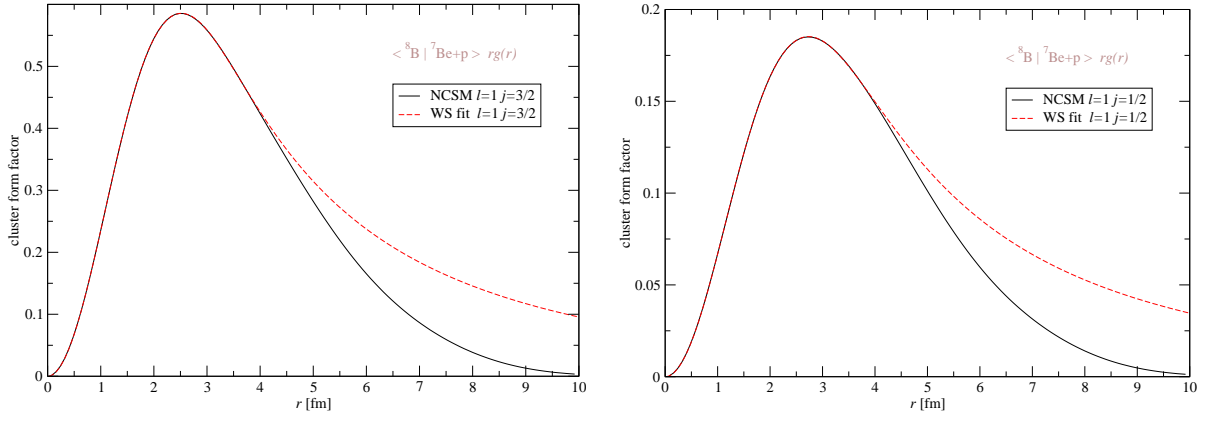 0.5
0.4
0.3
0.2
0.1
0
cluster form factor
< ⁸B | ⁷Be+p > rg(r)
NCSM l=1 j=3/2
WS fit l=1 j=3/2
0 1 2 3 4 5 6 7 8 9 10
r [fm]
0.2
0.15
0.1
0.05
0
cluster form factor
< ⁸B | ⁷Be+p > rg(r)
NCSM l=1 j=1/2
WS fit l=1 j=1/2
0 1 2 3 4 5 6 7 8 9 10
r [fm]